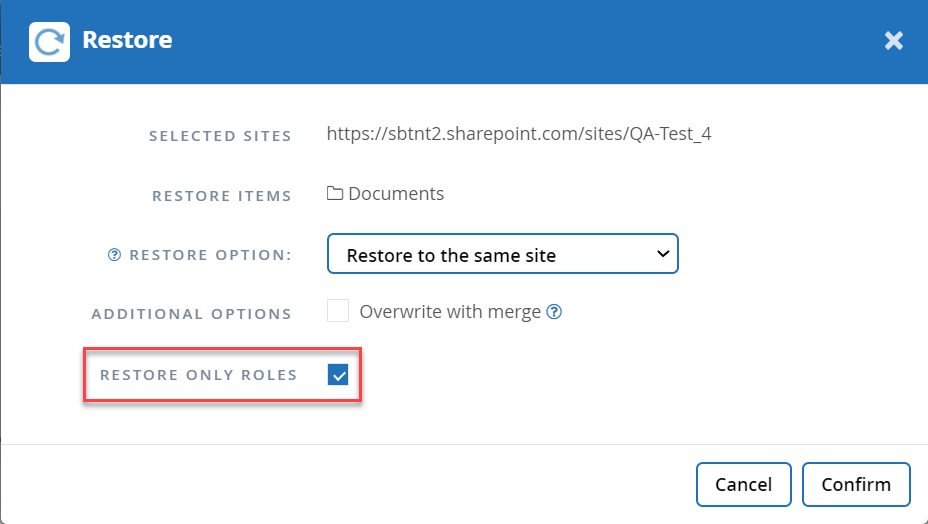 Restore
SELECTED SITES https://sbtnt2.sharepoint.com/sites/QA-Test_4
RESTORE ITEMS Documents
RESTORE OPTION: Restore to the same site
ADDITIONAL OPTIONS Overwrite with merge
RESTORE ONLY ROLES
Cancel Confirm